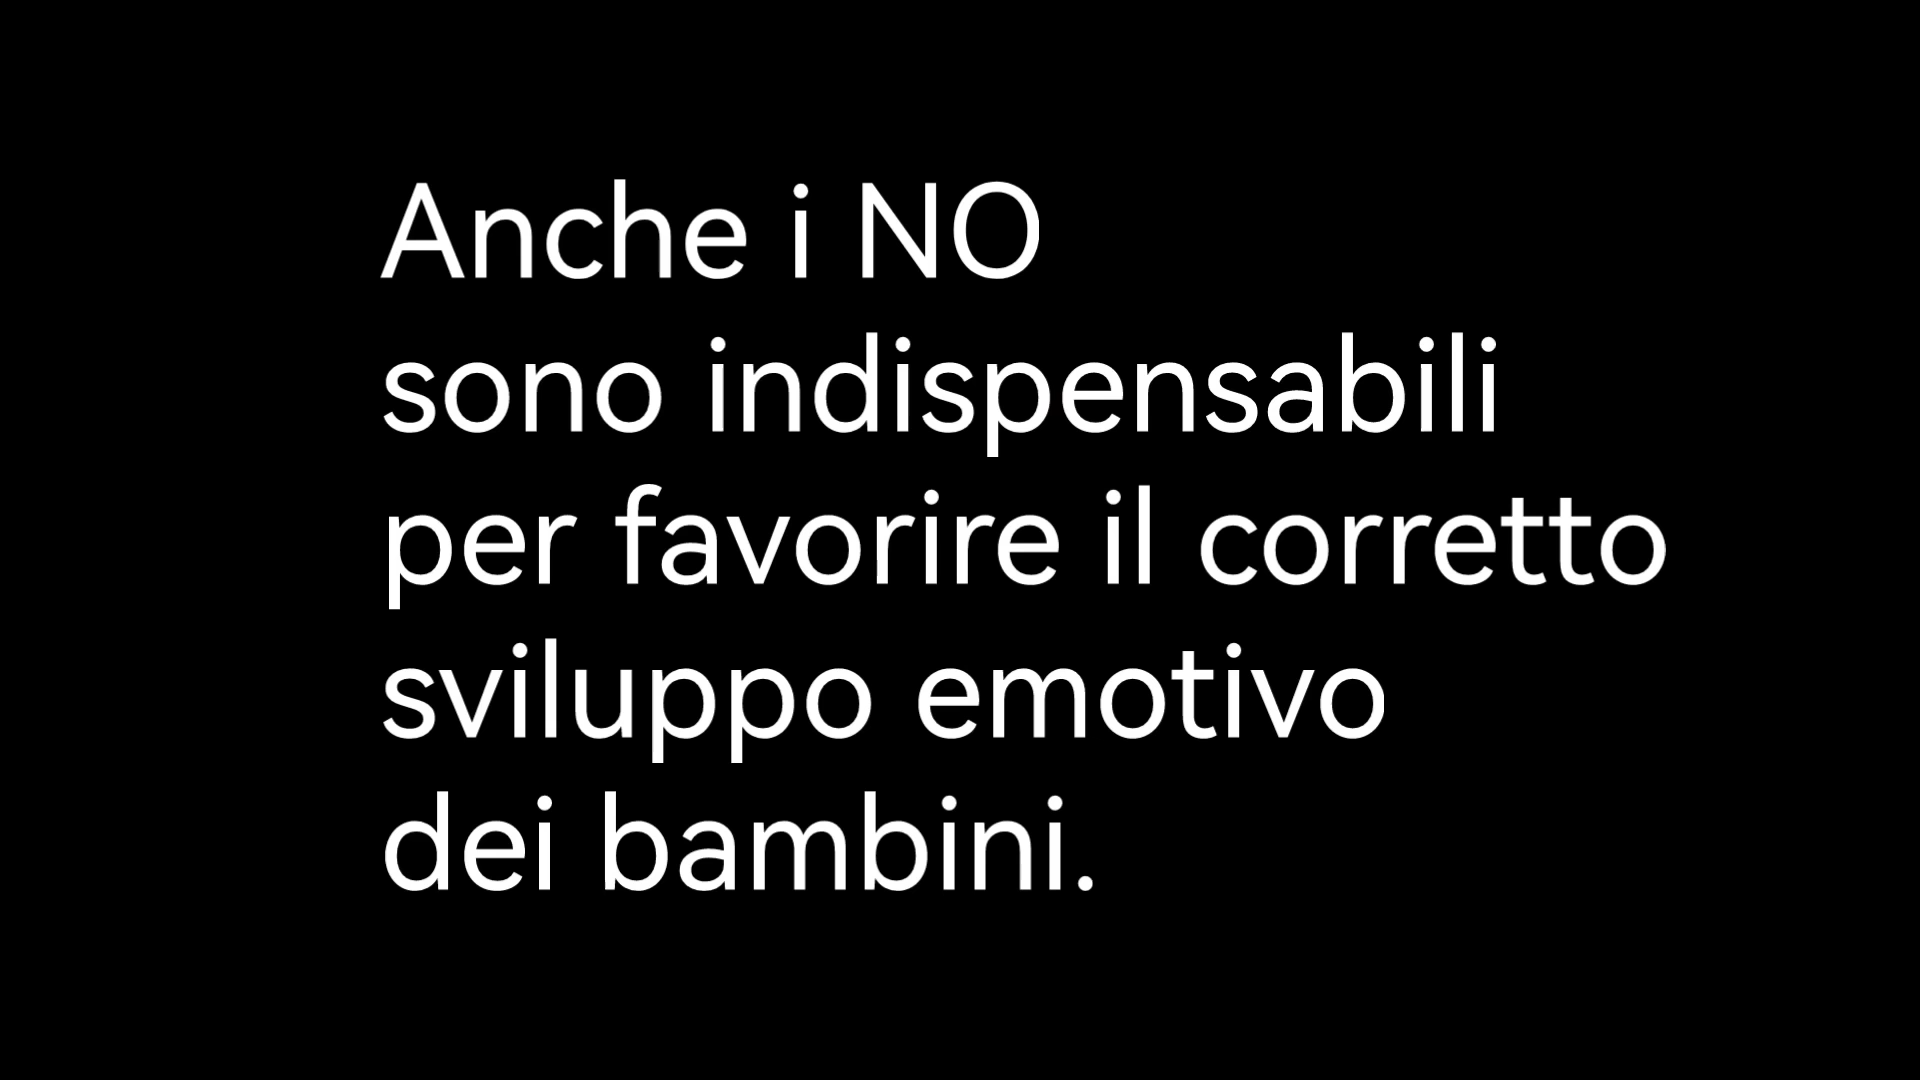 Anche i NO
sono indispensabili
per favorire il corretto
sviluppo emotivo
dei bambini.